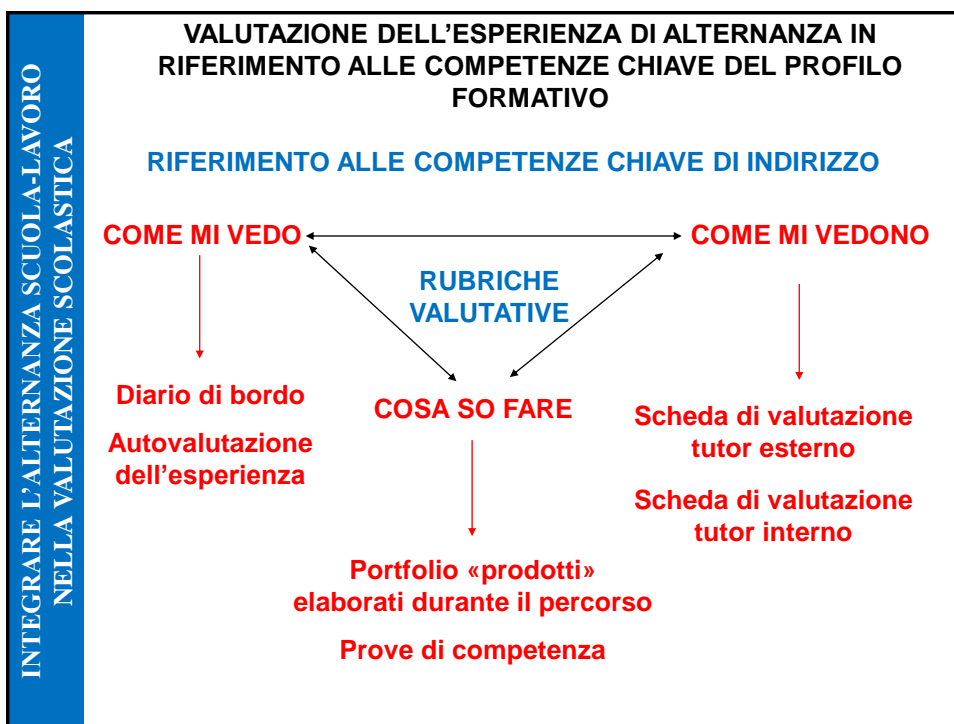 INTEGRARE L’ALTERNANZA SCUOLA-LAVORO
NELLA VALUTAZIONE SCOLASTICA
VALUTAZIONE DELL’ESPERIENZA DI ALTERNANZA IN
RIFERIMENTO ALLE COMPETENZE CHIAVE DEL PROFILO
FORMATIVO
RIFERIMENTO ALLE COMPETENZE CHIAVE DI INDIRIZZO
COME MI VEDO
COME MI VEDONO
RUBRICHE
VALUTATIVE
Diario di bordo
Autovalutazione
dell’esperienza
COSA SO FARE
Scheda di valutazione
tutor esterno
Scheda di valutazione
tutor interno
Portfolio «prodotti»
elaborati durante il percorso
Prove di competenza